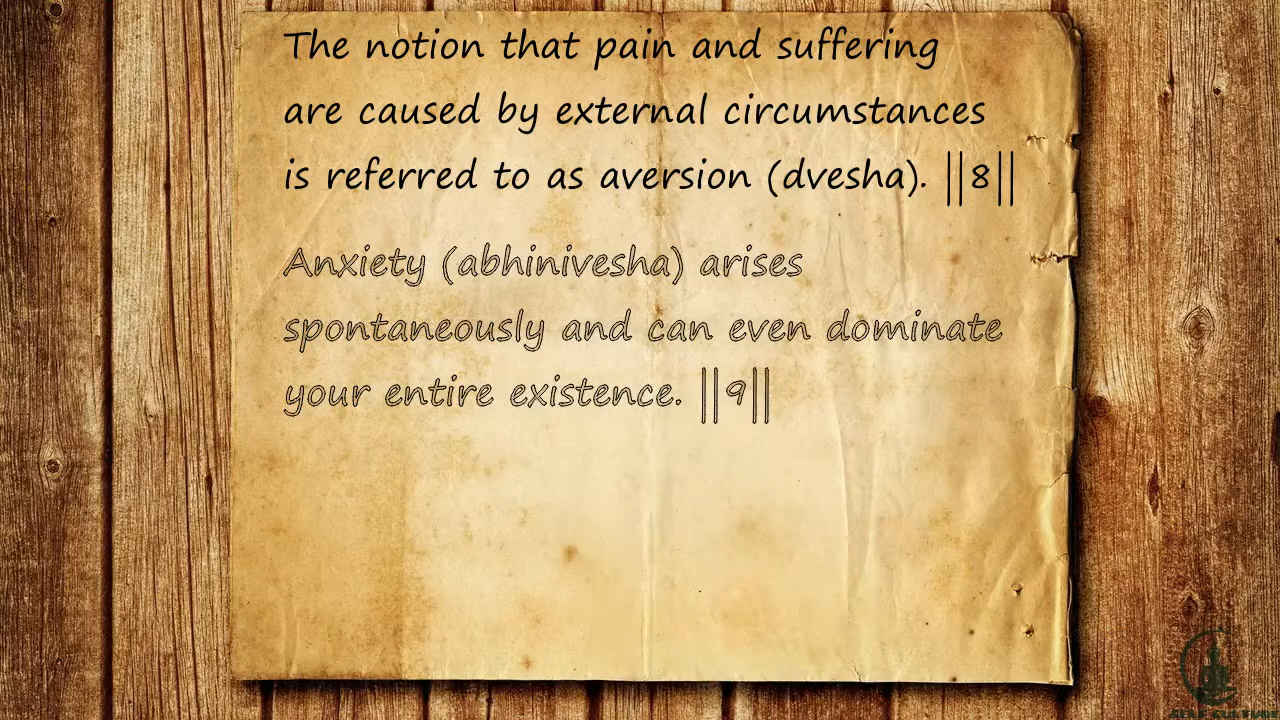 The notion that pain and suffering
are caused by external circumstances
is referred to as aversion (dvesha). ||8||
Anxiety (abhinivesha) arises
spontaneously and can even dominate
your entire existence. ||9||